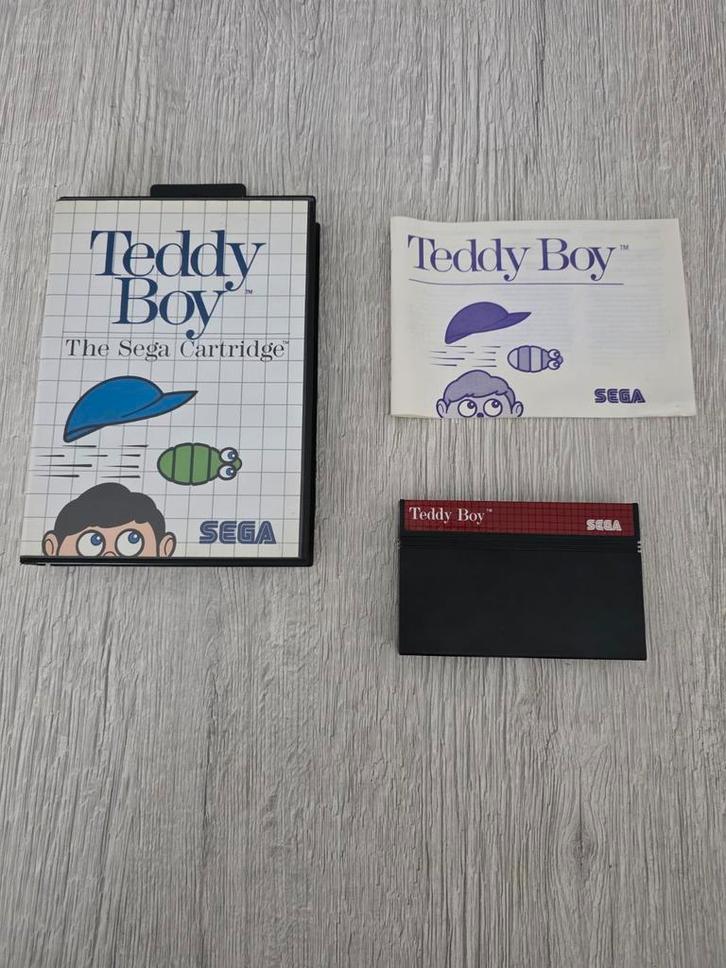 Teddy
Boy™
The Sega Cartridge™
SEGA
Teddy Boy™
SEGA
Teddy Boy™
SEGA